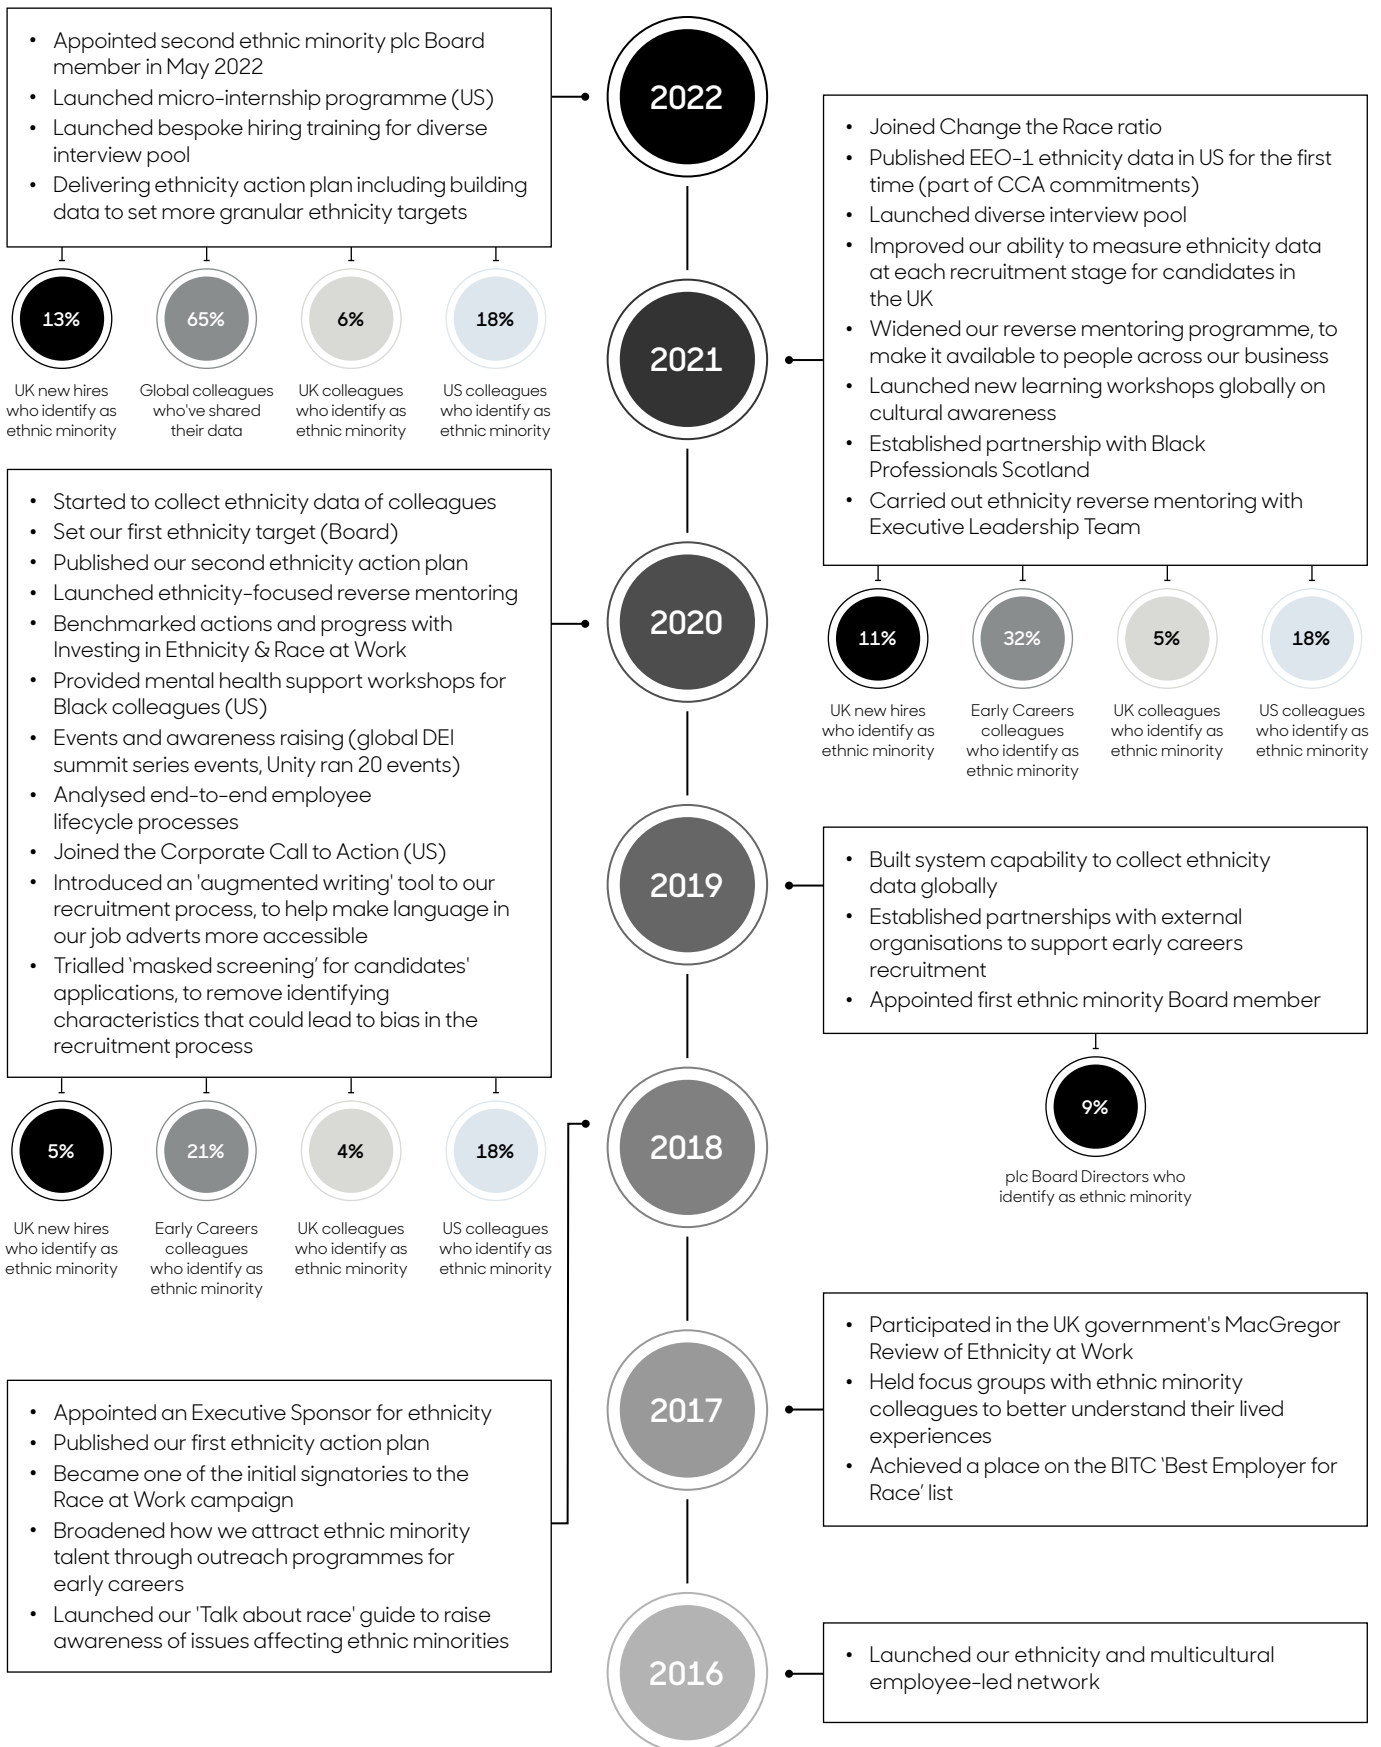 2022
• Appointed second ethnic minority plc Board
member in May 2022
• Launched micro-internship programme (US)
• Launched bespoke hiring training for diverse
interview pool
• Delivering ethnicity action plan including building
data to set more granular ethnicity targets
13%
UK new hires
who identify as
ethnic minority
65%
Global colleagues
who've shared
their data
6%
UK colleagues
who identify as
ethnic minority
18%
US colleagues
who identify as
ethnic minority
2021
• Joined Change the Race ratio
• Published EEO-1 ethnicity data in US for the first
time (part of CCA commitments)
• Launched diverse interview pool
• Improved our ability to measure ethnicity data
at each recruitment stage for candidates in
the UK
• Widened our reverse mentoring programme, to
make it available to people across our business
• Launched new learning workshops globally on
cultural awareness
• Established partnership with Black
Professionals Scotland
• Carried out ethnicity reverse mentoring with
Executive Leadership Team
11%
UK new hires
who identify as
ethnic minority
32%
Early Careers
colleagues
who identify as
ethnic minority
5%
UK colleagues
who identify as
ethnic minority
18%
US colleagues
who identify as
ethnic minority
2020
• Started to collect ethnicity data of colleagues
• Set our first ethnicity target (Board)
• Published our second ethnicity action plan
• Launched ethnicity-focused reverse mentoring
• Benchmarked actions and progress with
Investing in Ethnicity & Race at Work
• Provided mental health support workshops for
Black colleagues (US)
• Events and awareness raising (global DEI
summit series events, Unity ran 20 events)
• Analysed end-to-end employee
lifecycle processes
• Joined the Corporate Call to Action (US)
• Introduced an 'augmented writing' tool to our
recruitment process, to help make language in
our job adverts more accessible
• Trialled ‘masked screening’ for candidates'
applications, to remove identifying
characteristics that could lead to bias in the
recruitment process
5%
UK new hires
who identify as
ethnic minority
21%
Early Careers
colleagues
who identify as
ethnic minority
4%
UK colleagues
who identify as
ethnic minority
18%
US colleagues
who identify as
ethnic minority
2019
• Built system capability to collect ethnicity
data globally
• Established partnerships with external
organisations to support early careers
recruitment
• Appointed first ethnic minority Board member
9%
plc Board Directors who
identify as ethnic minority
2018
• Appointed an Executive Sponsor for ethnicity
• Published our first ethnicity action plan
• Became one of the initial signatories to the
Race at Work campaign
• Broadened how we attract ethnic minority
talent through outreach programmes for
early careers
• Launched our 'Talk about race' guide to raise
awareness of issues affecting ethnic minorities
2017
• Participated in the UK government's MacGregor
Review of Ethnicity at Work
• Held focus groups with ethnic minority
colleagues to better understand their lived
experiences
• Achieved a place on the BITC ‘Best Employer for
Race’ list
2016
• Launched our ethnicity and multicultural
employee-led network